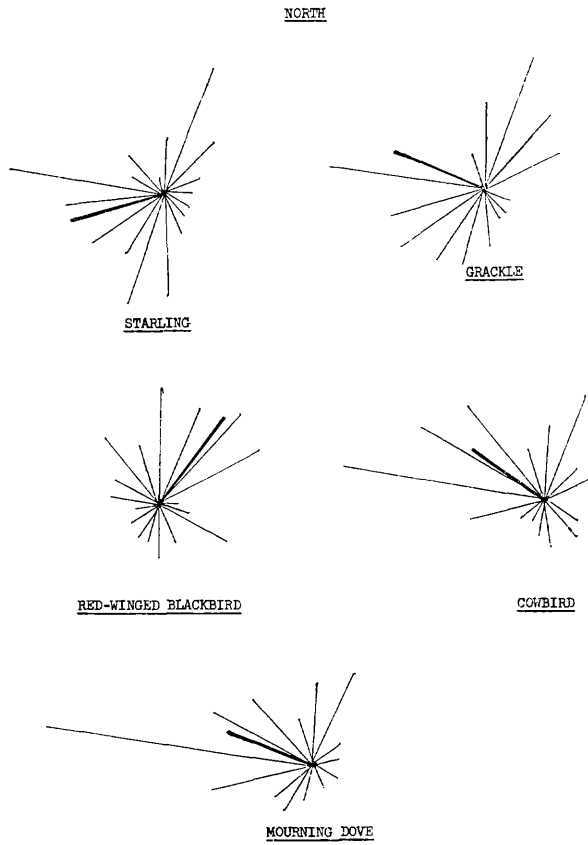 NORTH
GRACKLE
STARLING
RED-WINGED BLACKBIRD
COWBIRD
MOURNING DOVE